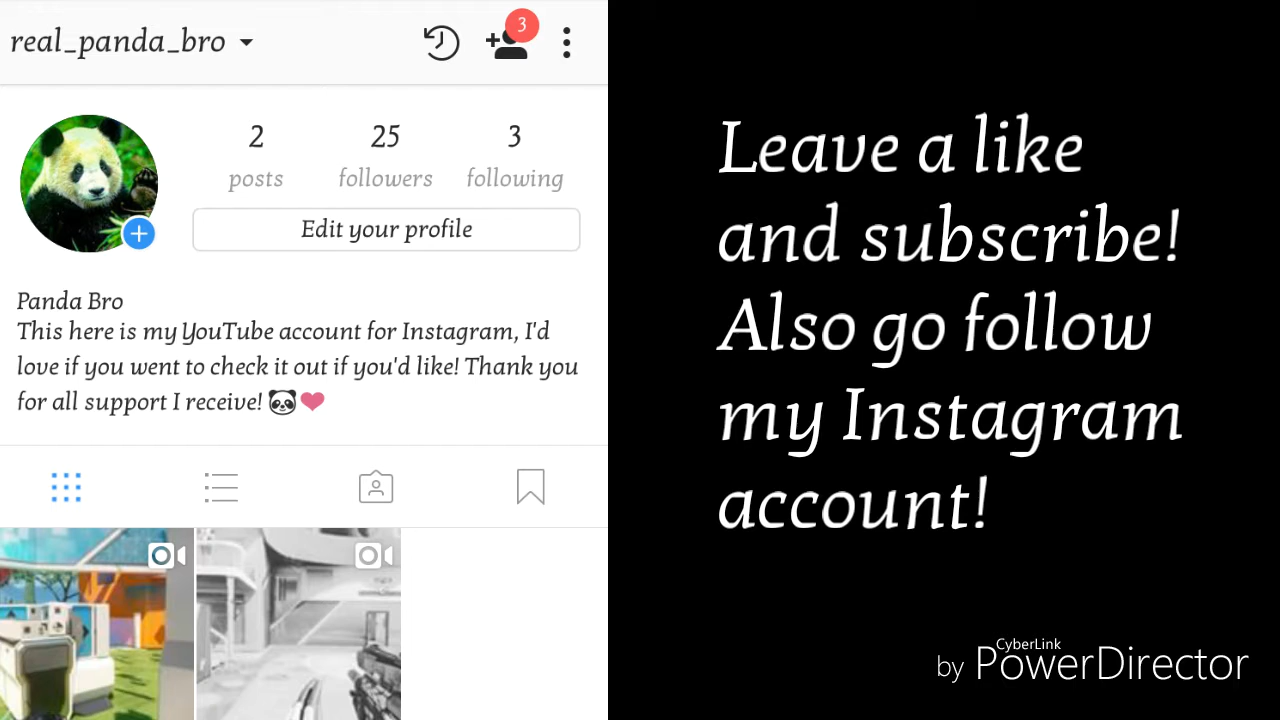 real_panda_bro
3
2
25
3
posts
followers
following
Edit your profile
Panda Bro
This here is my YouTube account for Instagram, I'd
love if you went to check it out if you'd like! Thank you
for all support I receive! 🐼❤
Leave a like
and subscribe!
Also go follow
my Instagram
account!
CyberLink
by PowerDirector